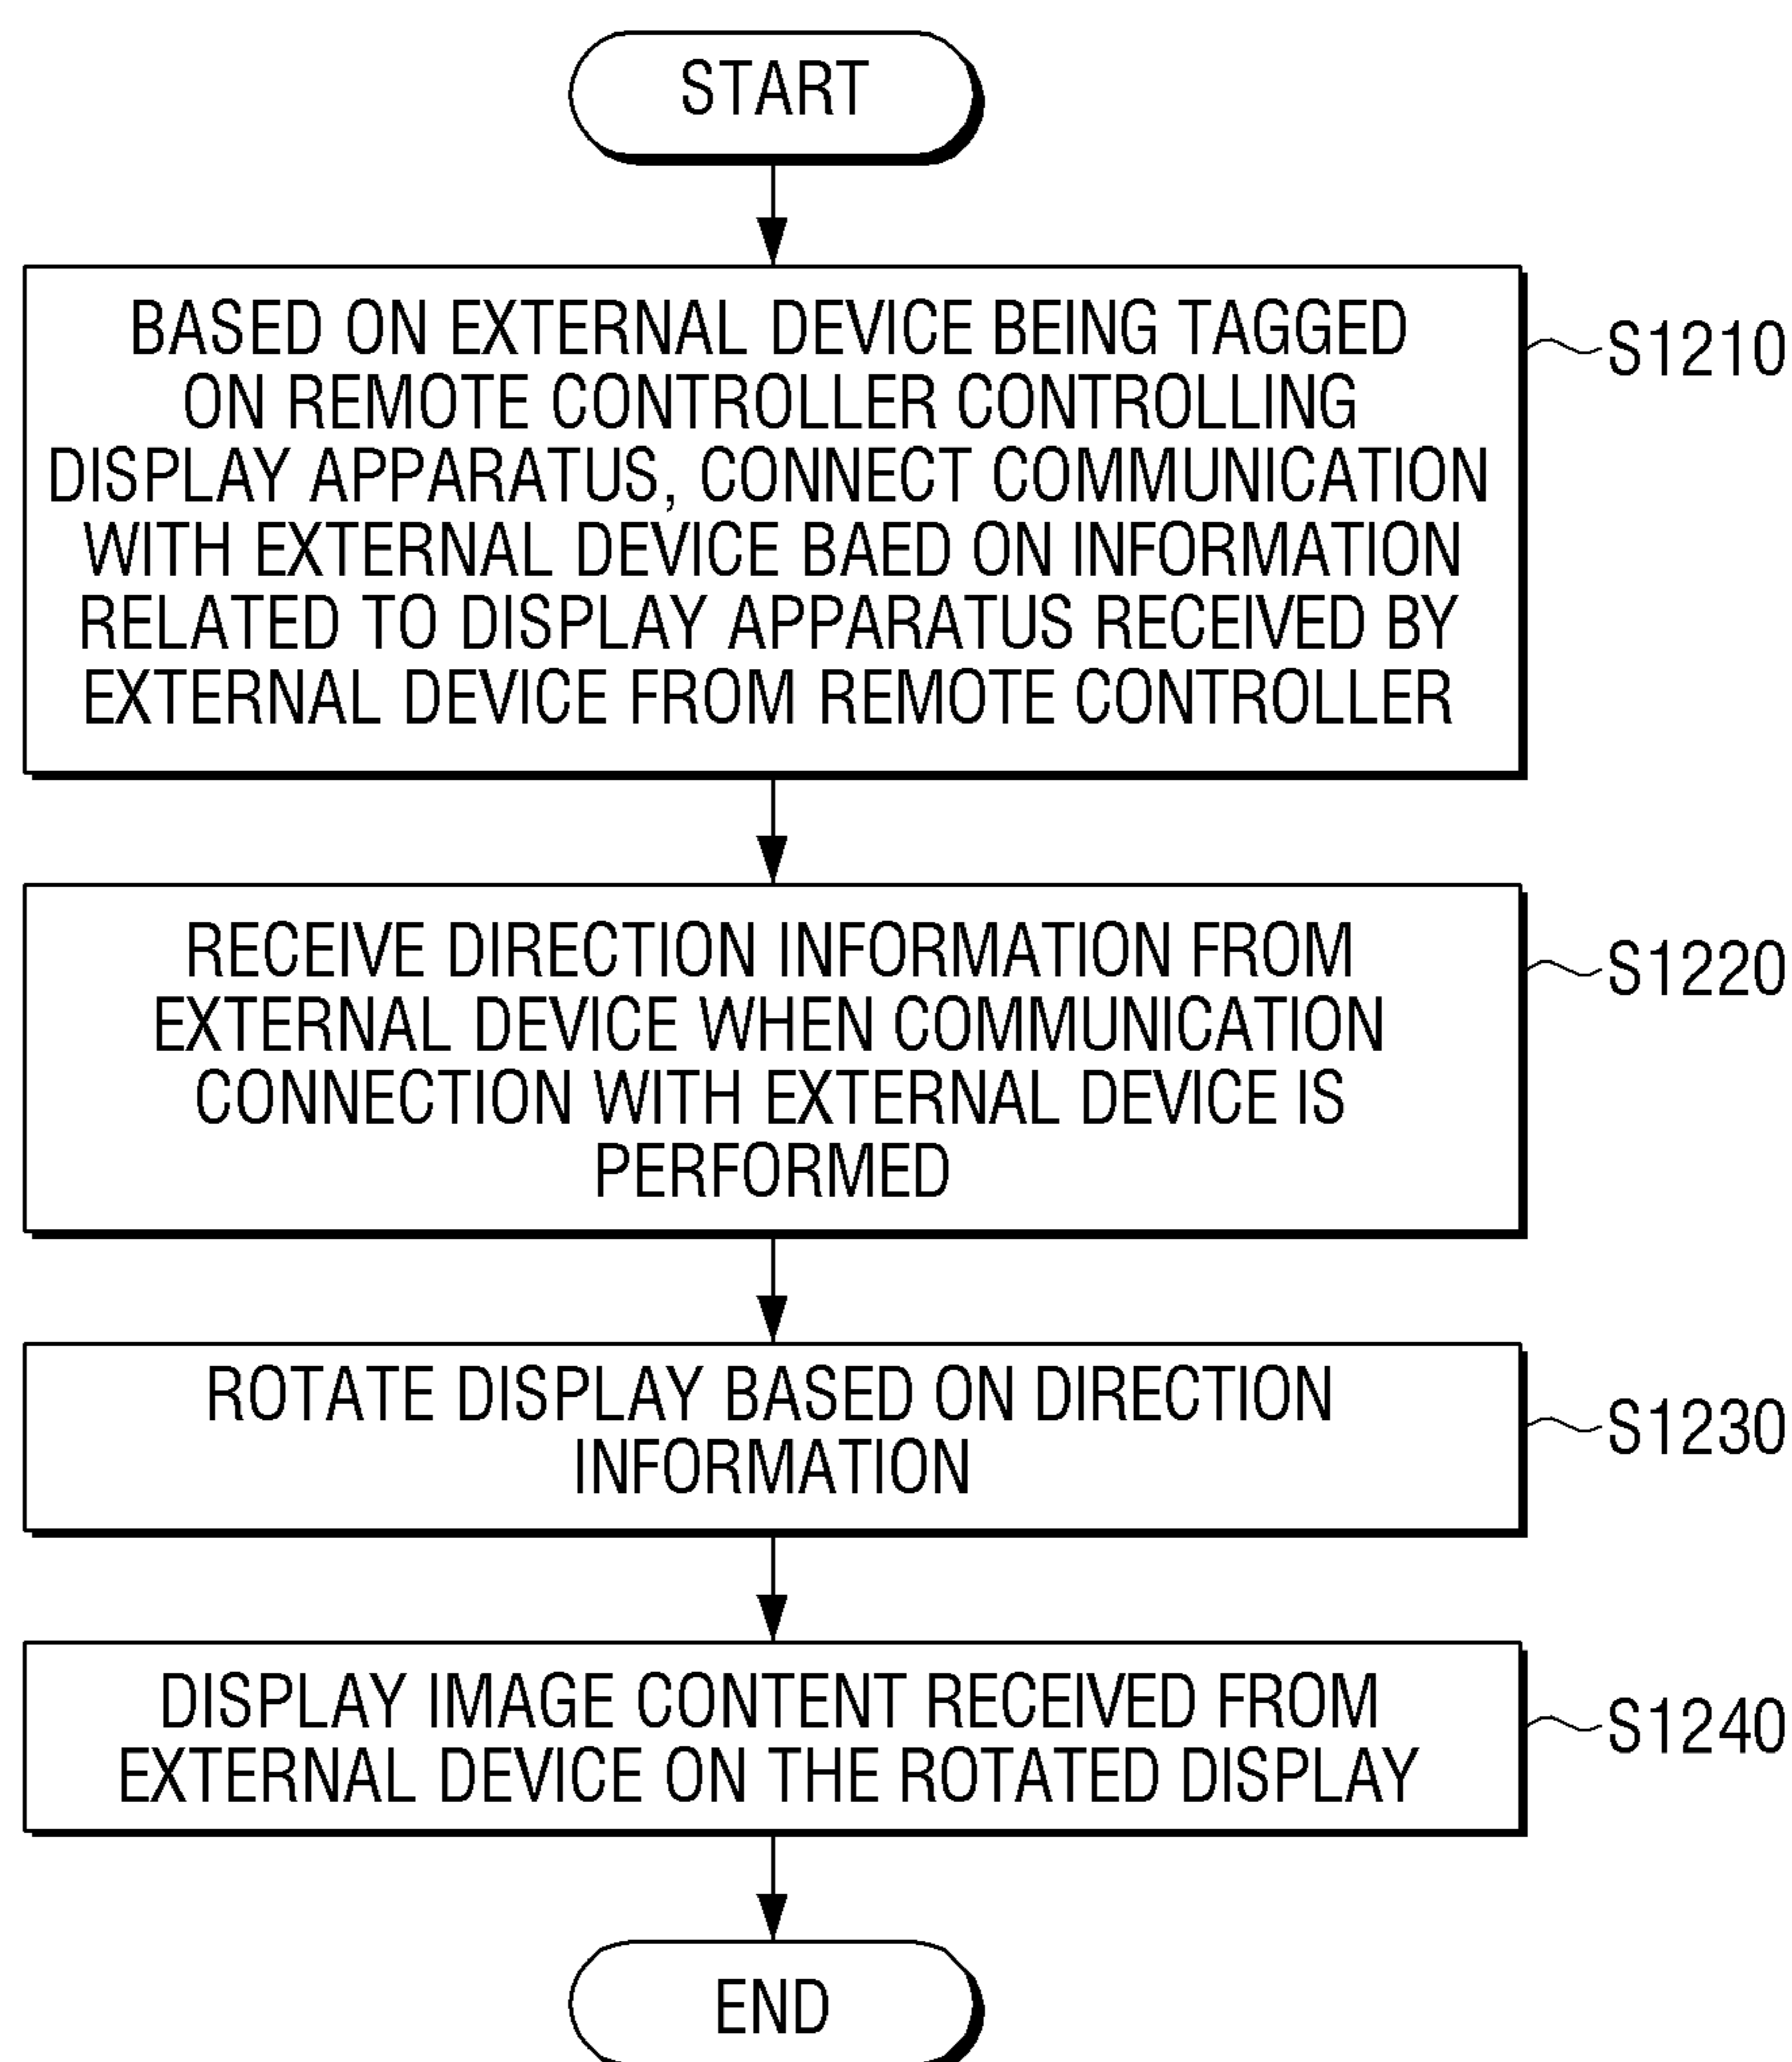 START
BASED ON EXTERNAL DEVICE BEING TAGGED
ON REMOTE CONTROLLER CONTROLLING
DISPLAY APPARATUS, CONNECT COMMUNICATION
WITH EXTERNAL DEVICE BAED ON INFORMATION
RELATED TO DISPLAY APPARATUS RECEIVED BY
EXTERNAL DEVICE FROM REMOTE CONTROLLER
S1210
RECEIVE DIRECTION INFORMATION FROM
EXTERNAL DEVICE WHEN COMMUNICATION
CONNECTION WITH EXTERNAL DEVICE IS
PERFORMED
S1220
ROTATE DISPLAY BASED ON DIRECTION
INFORMATION
S1230
DISPLAY IMAGE CONTENT RECEIVED FROM
EXTERNAL DEVICE ON THE ROTATED DISPLAY
S1240
END